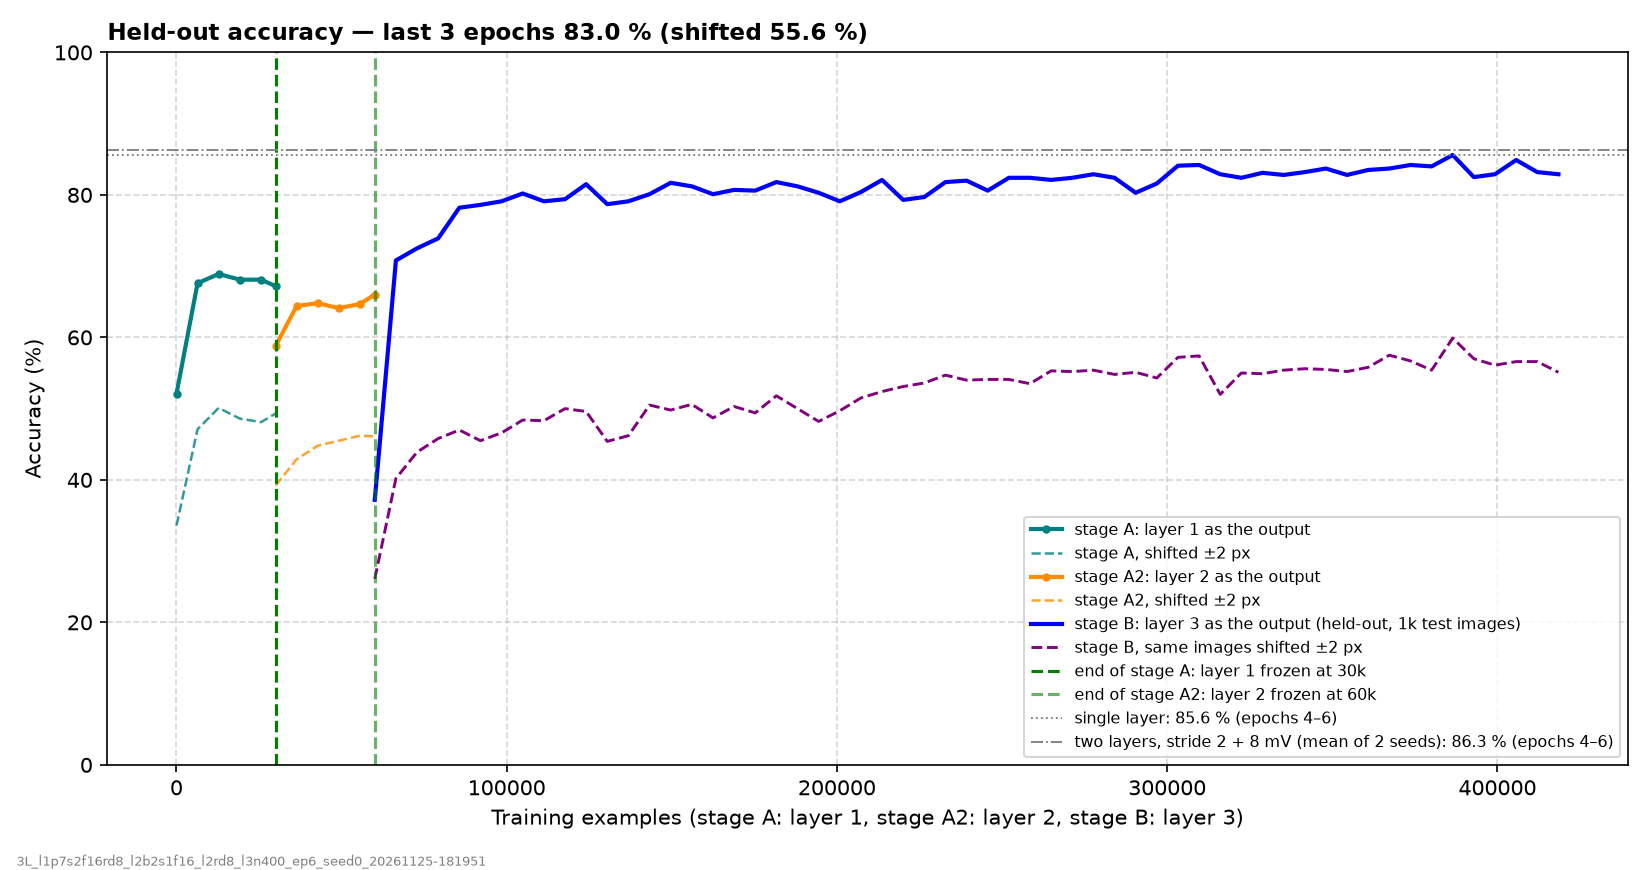 Held-out accuracy — last 3 epochs 83.0 % (shifted 55.6 %)
Accuracy (%)
100
80
60
40
20
0
stage A: layer 1 as the output
stage A, shifted ±2 px
stage A2: layer 2 as the output
stage A2, shifted ±2 px
stage B: layer 3 as the output (held-out, 1k test images)
stage B, same images shifted ±2 px
end of stage A: layer 1 frozen at 30k
end of stage A2: layer 2 frozen at 60k
single layer: 85.6 % (epochs 4–6)
two layers, stride 2 + 8 mV (mean of 2 seeds): 86.3 % (epochs 4–6)
0 100000 200000 300000 400000
Training examples (stage A: layer 1, stage A2: layer 2, stage B: layer 3)
3L_l1p7s2f16rd8_l2b2s1f16_l2rd8_l3n400_ep6_seed0_20261125-181951